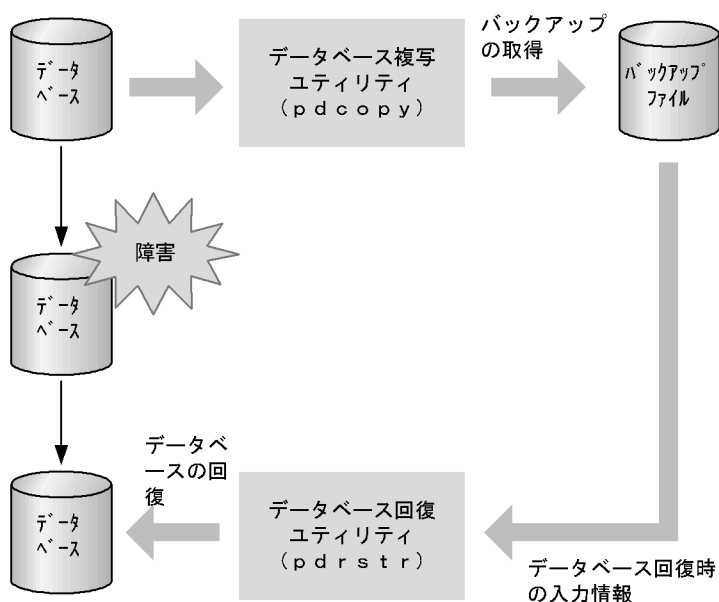 データ
ベース
データベース複写
ユティリティ
(pdcopy)
バックアップ
の取得
バックアップ
ファイル
障害
データ
ベース
データベ
ースの回
復
データ
ベース
データベース回復
ユティリティ
(pdrstr)
データベース回復時
の入力情報